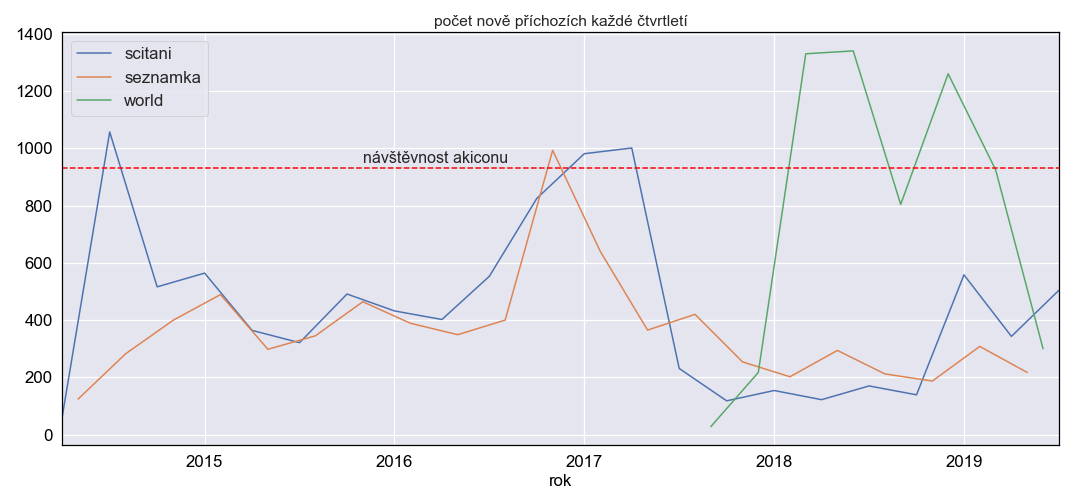 počet nově příchozích každé čtvrtletí
1400
1200
1000
800
600
400
200
0
scitani
seznamka
world
návštěvnost akiconu
2015
2016
2017
2018
2019
rok